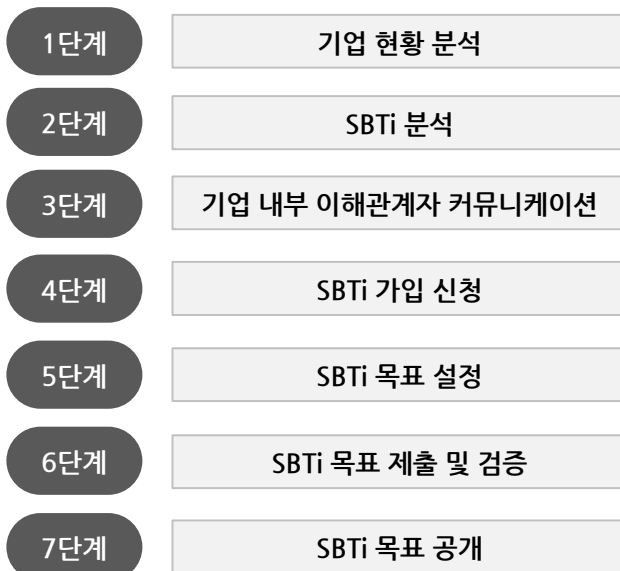 1단계 기업 현황 분석
2단계 SBTi 분석
3단계 기업 내부 이해관계자 커뮤니케이션
4단계 SBTi 가입 신청
5단계 SBTi 목표 설정
6단계 SBTi 목표 제출 및 검증
7단계 SBTi 목표 공개